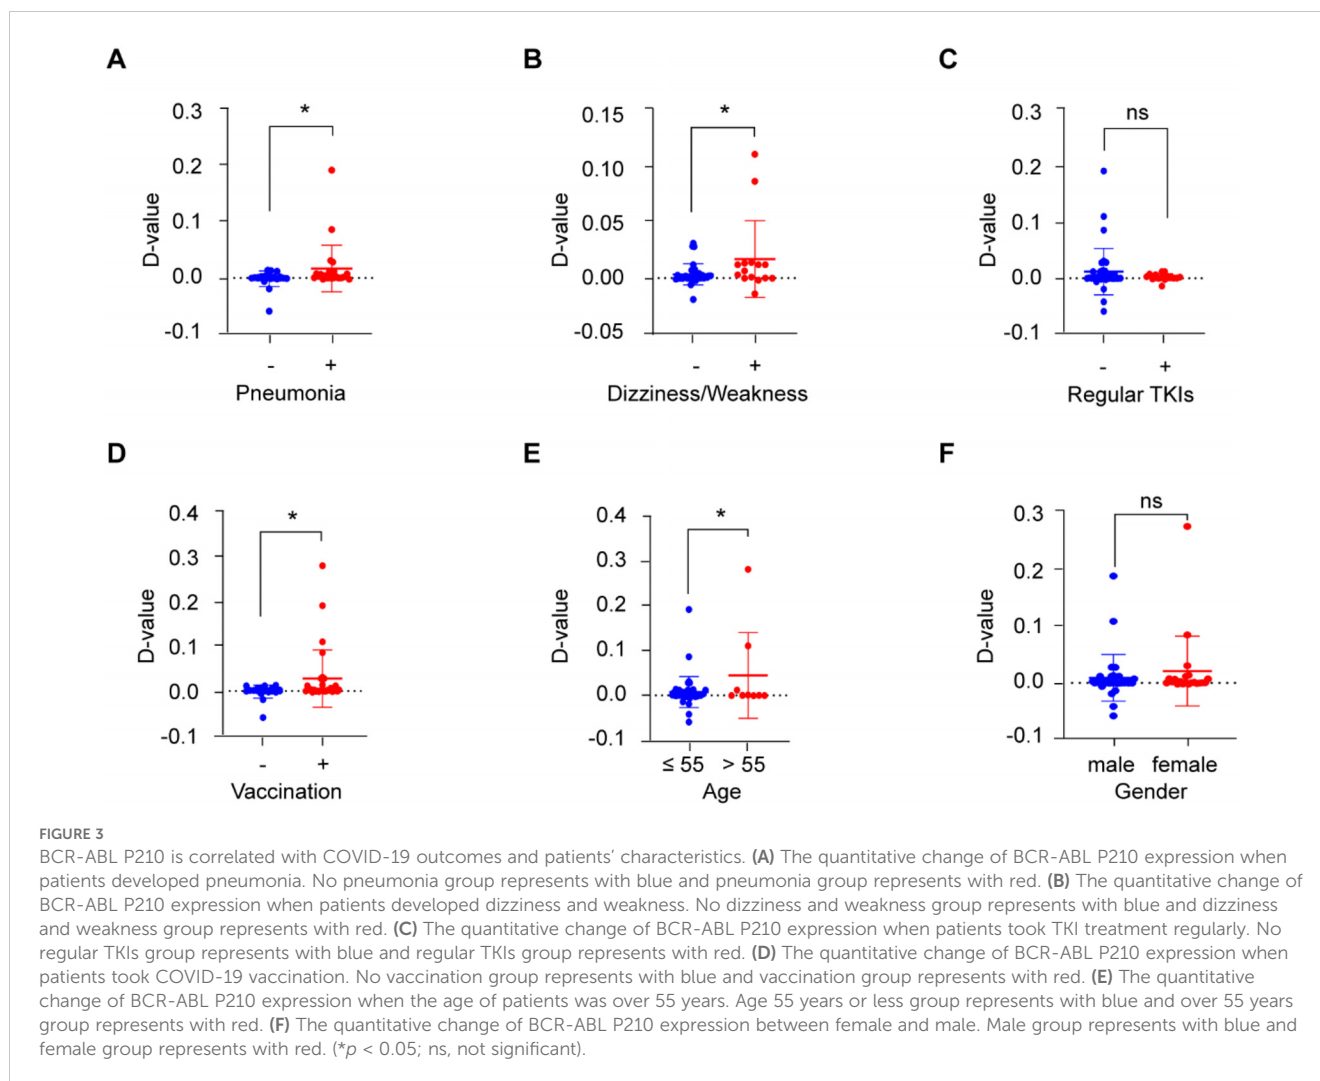 A
B
C
0.3
0.2
0.1
0.0
-0.1
D-value
*
-
+
Pneumonia
0.15
0.10
0.05
0.00
-0.05
D-value
*
-
+
Dizziness/Weakness
0.3
0.2
0.1
0.0
-0.1
D-value
ns
-
+
Regular TKIs
D
E
F
0.4
0.3
0.2
0.1
0.0
-0.1
D-value
*
-
+
Vaccination
0.4
0.3
0.2
0.1
0.0
-0.1
D-value
*
≤ 55 > 55
Age
0.3
0.2
0.1
0.0
-0.1
D-value
ns
male female
Gender
FIGURE 3
BCR-ABL P210 is correlated with COVID-19 outcomes and patients' characteristics. (A) The quantitative change of BCR-ABL P210 expression when
patients developed pneumonia. No pneumonia group represents with blue and pneumonia group represents with red. (B) The quantitative change of
BCR-ABL P210 expression when patients developed dizziness and weakness. No dizziness and weakness group represents with blue and dizziness
and weakness group represents with red. (C) The quantitative change of BCR-ABL P210 expression when patients took TKI treatment regularly. No
regular TKIs group represents with blue and regular TKIs group represents with red. (D) The quantitative change of BCR-ABL P210 expression when
patients took COVID-19 vaccination. No vaccination group represents with blue and vaccination group represents with red. (E) The quantitative
change of BCR-ABL P210 expression when the age of patients was over 55 years. Age 55 years or less group represents with blue and over 55 years
group represents with red. (F) The quantitative change of BCR-ABL P210 expression between female and male. Male group represents with blue and
female group represents with red. (*p < 0.05; ns, not significant).